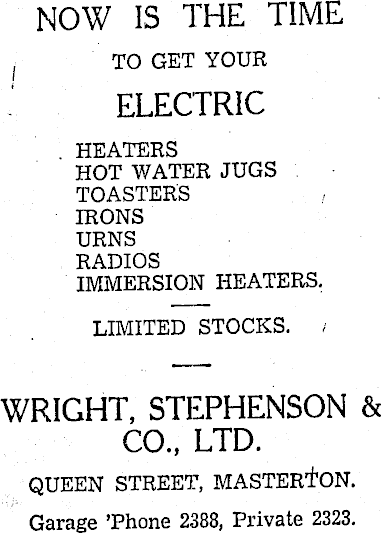 NOW IS THE TIME
TO GET YOUR
ELECTRIC
HEATERS
HOT WATER JUGS
TOASTERS
IRONS
URNS
RADIOS
IMMERSION HEATERS.
LIMITED STOCKS.
WRIGHT, STEPHENSON &
CO., LTD.
QUEEN STREET, MASTERTON.
Garage 'Phone 2388, Private 2323.